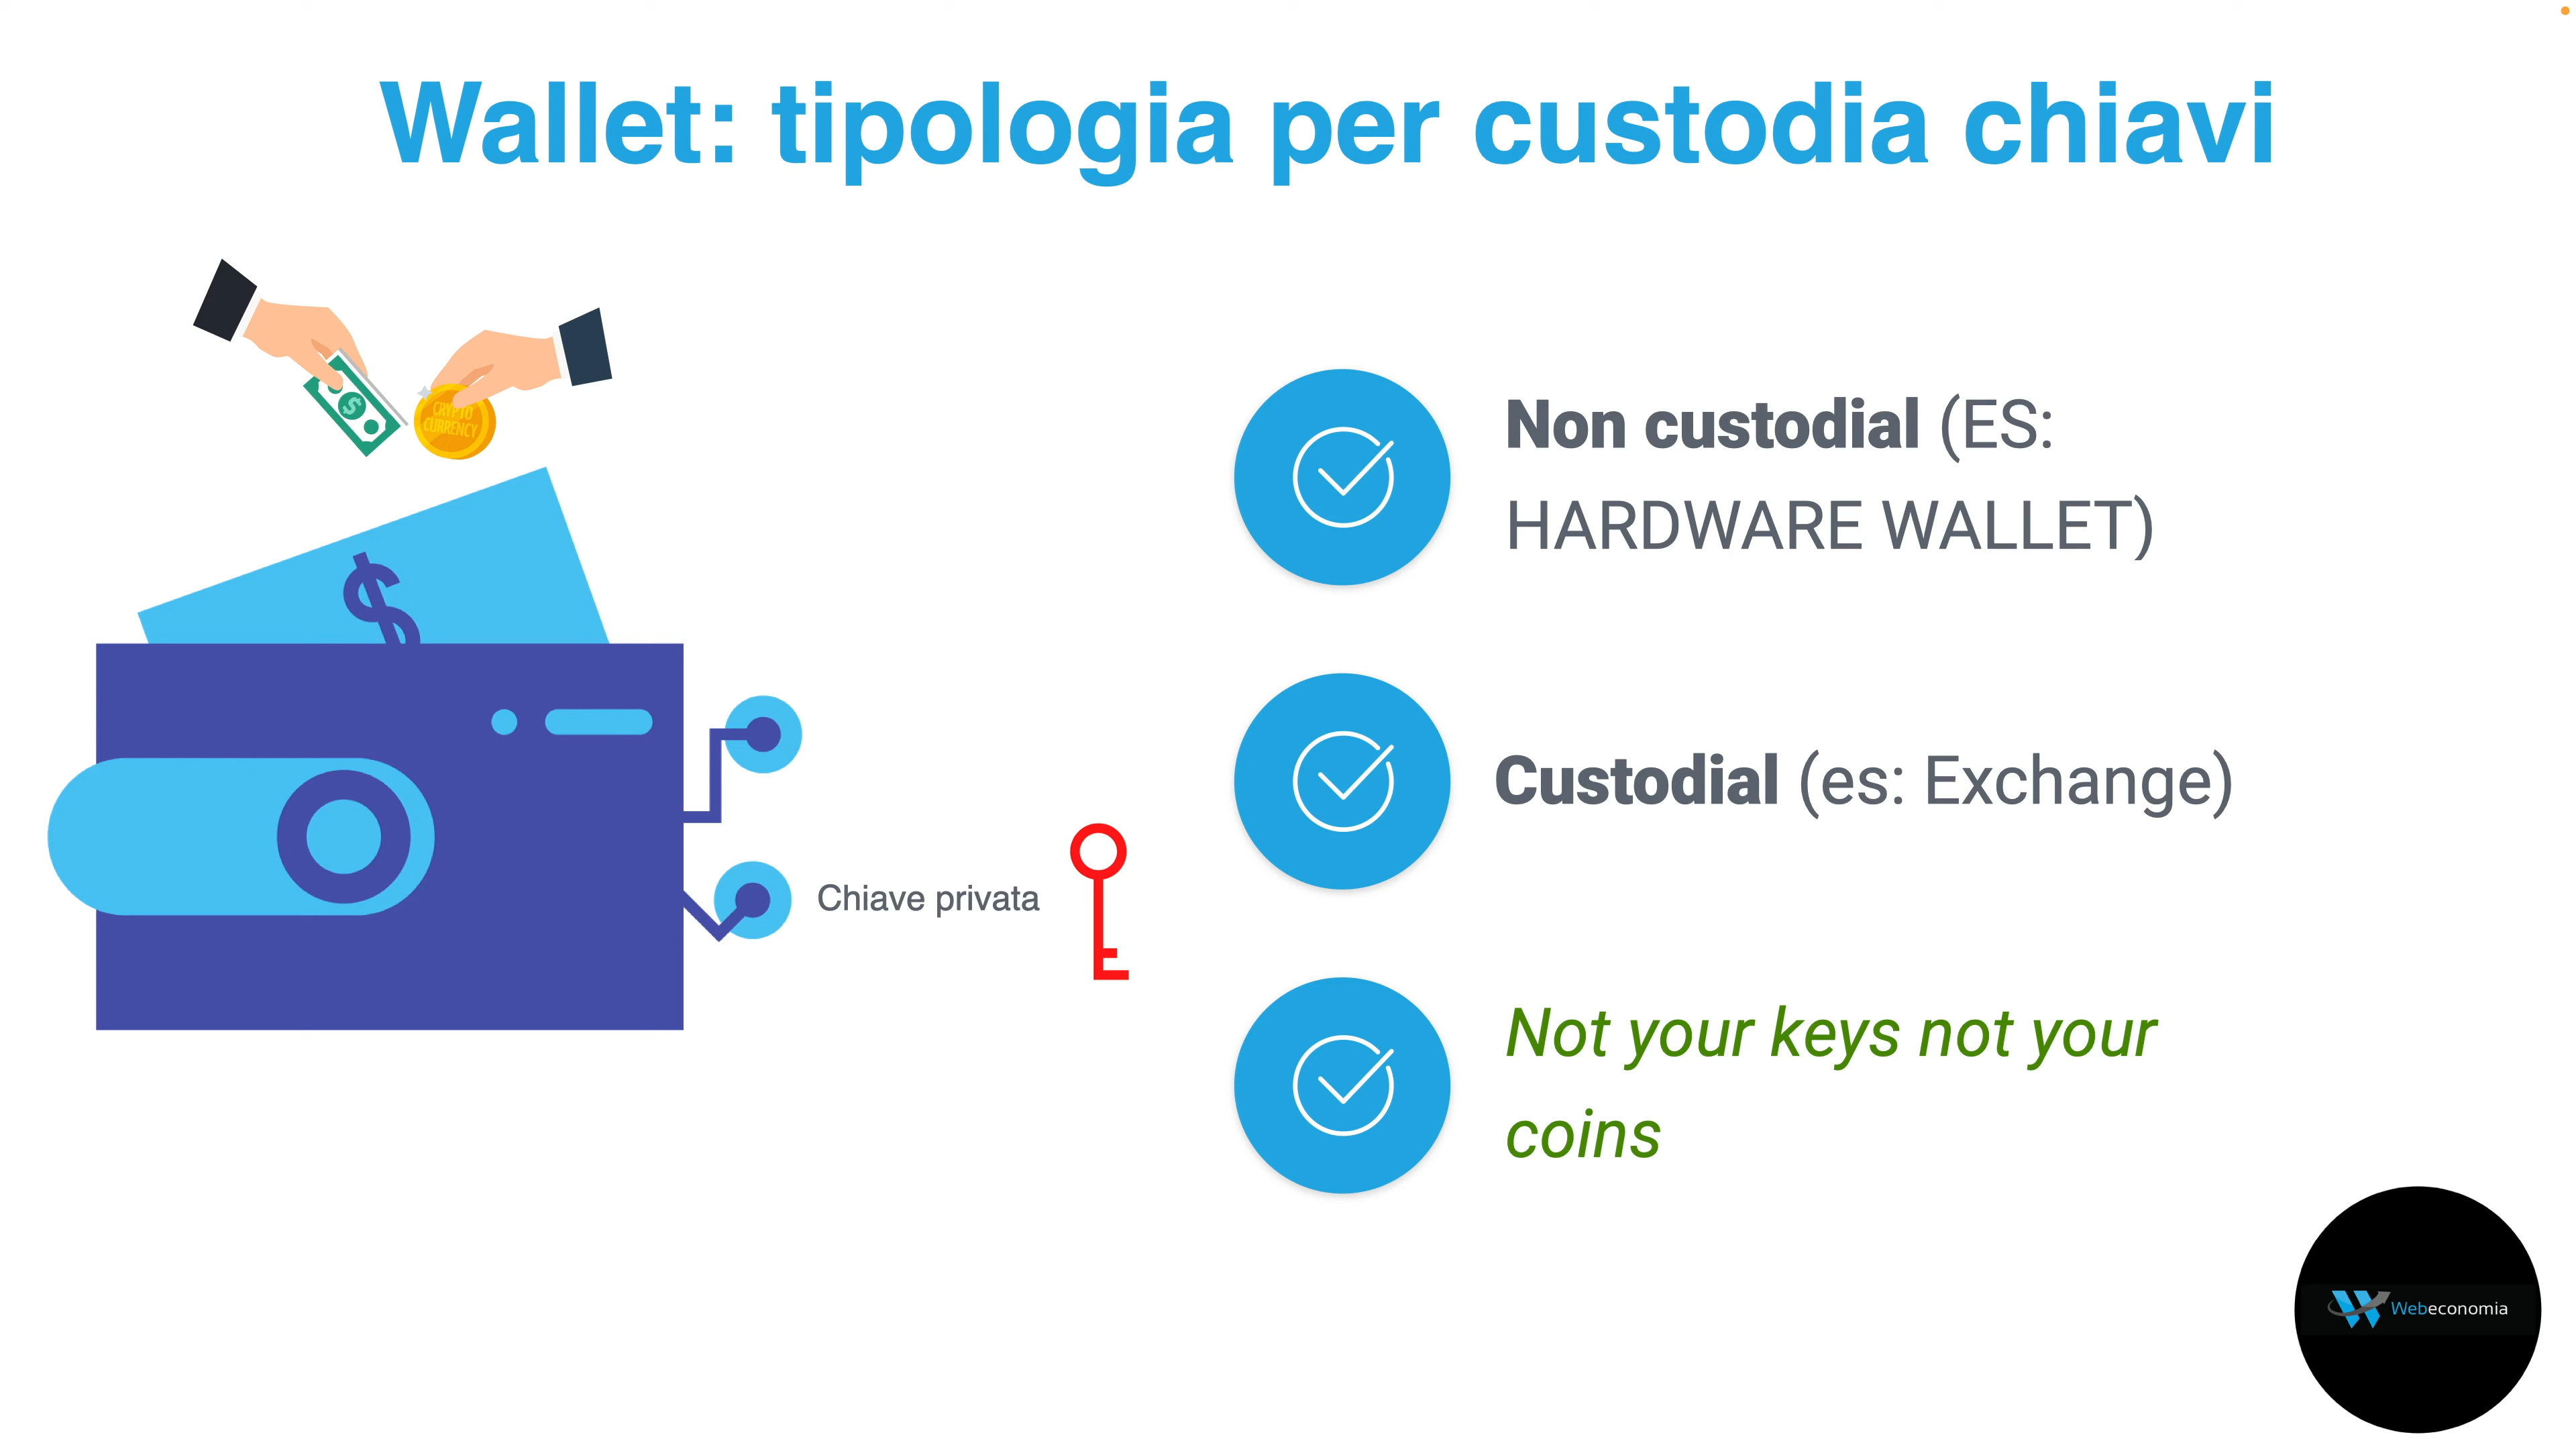 Wallet: tipologia per custodia chiavi
CRYPTO
CURRENCY
Non custodial (ES:
HARDWARE WALLET)
Custodial (es: Exchange)
Chiave privata
Not your keys not your
coins
Webeconomia